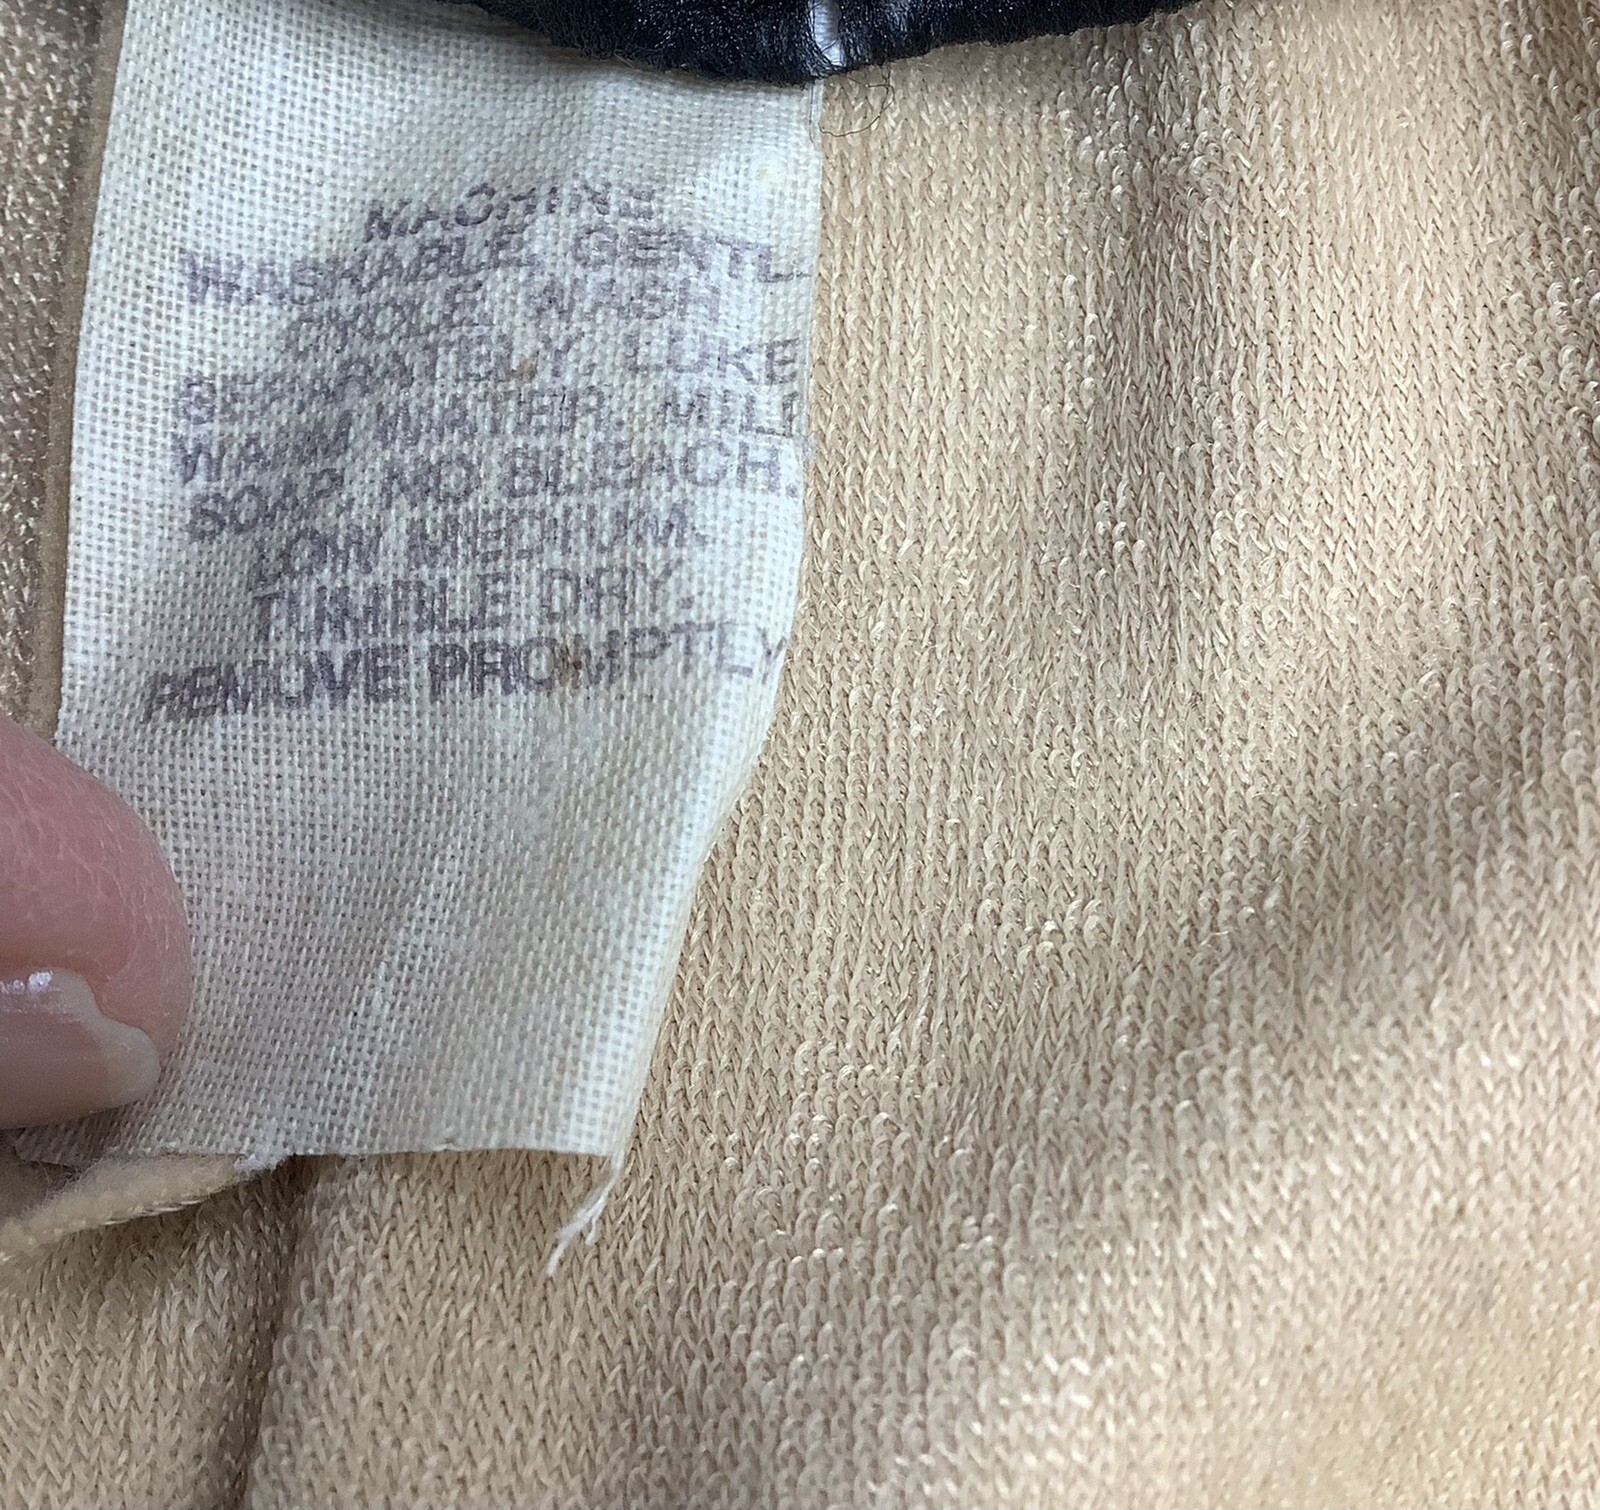 MACHINE
WASHABLE. GENTL
CYCLE. WASH
SEPARATELY. LUKE
WARM WATER. MILD
SOAP. NO BLEACH.
LOW MEDIUM.
TUMBLE DRY.
REMOVE PROMPTLY